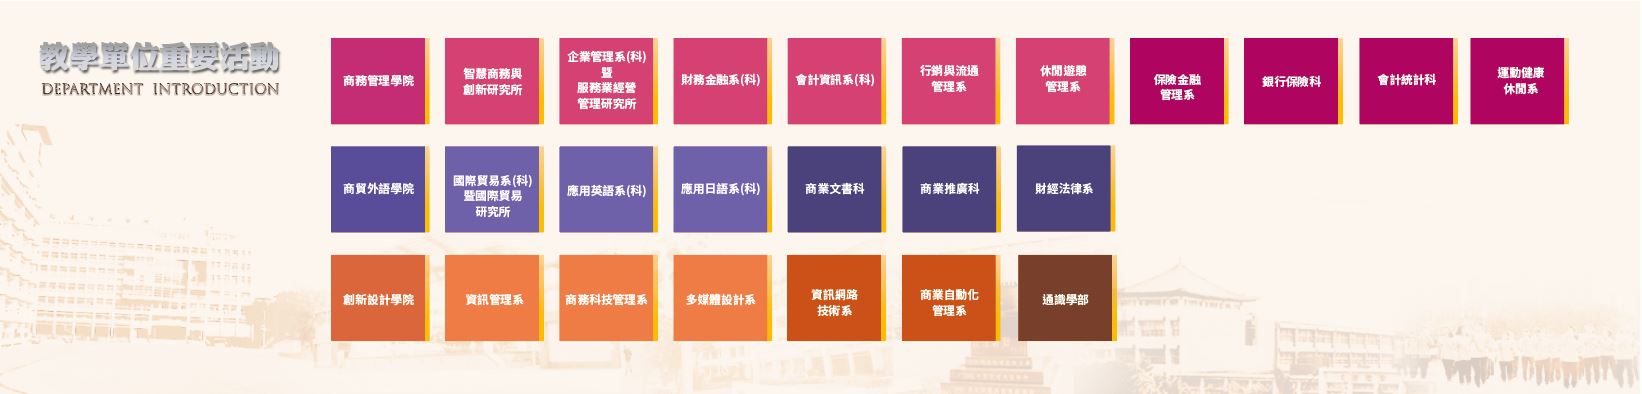 教學單位重要活動
DEPARTMENT INTRODUCTION
商務管理學院
智慧商務與
創新研究所
企業管理系(科)
暨
服務業經營
管理研究所
財務金融系(科)
會計資訊系(科)
行銷與流通
管理系
休閒遊憩
管理系
保險金融
管理系
銀行保險科
會計統計科
運動健康
休閒系
商貿外語學院
國際貿易系(科)
暨國際貿易
研究所
應用英語系(科)
應用日語系(科)
商業文書科
商業推廣科
財經法律系
創新設計學院
資訊管理系
商務科技管理系
多媒體設計系
資訊網路
技術系
商業自動化
管理系
通識學部